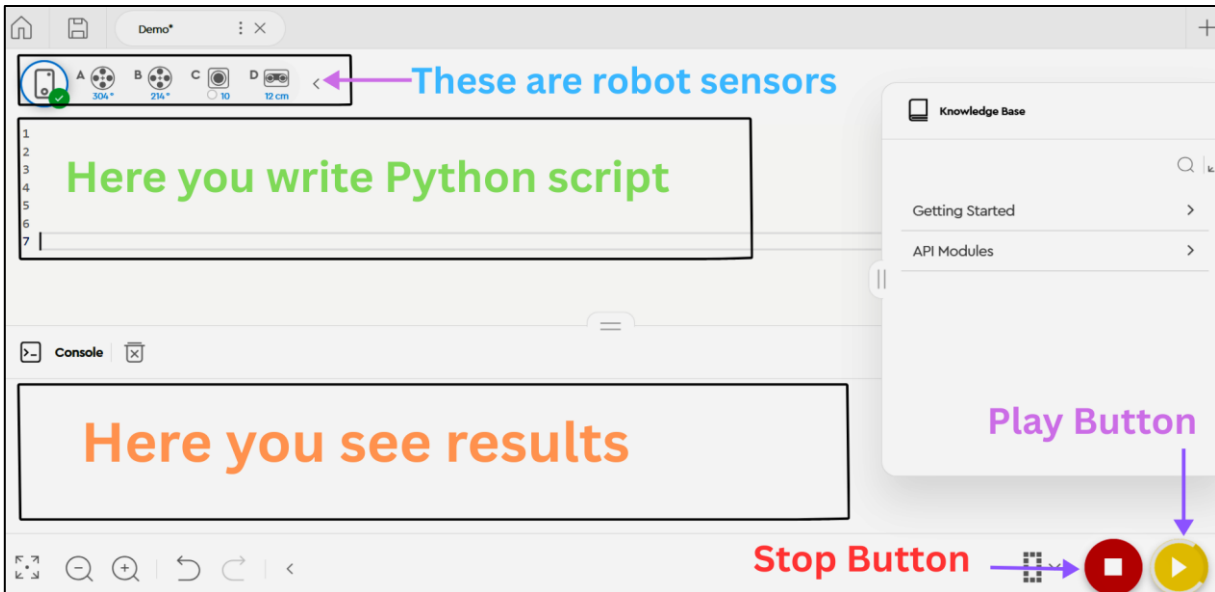 Demo*
A B C D
304° 214° 10 12 cm
These are robot sensors
Knowledge Base
1
2
3
Here you write Python script
4
5
6
7
Getting Started
API Modules
Console
Here you see results
Play Button
Stop Button